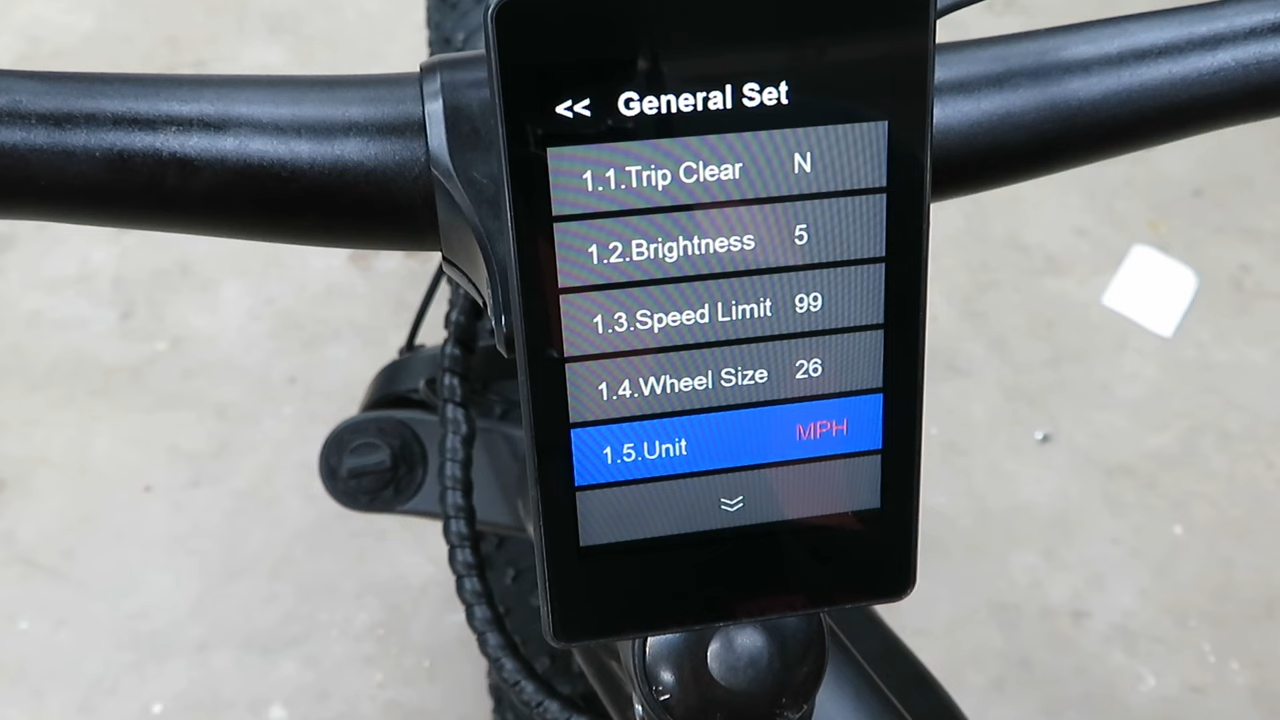 << General Set
1.1.Trip Clear N
1.2.Brightness 5
1.3.Speed Limit 99
1.4.Wheel Size 26
1.5.Unit MPH